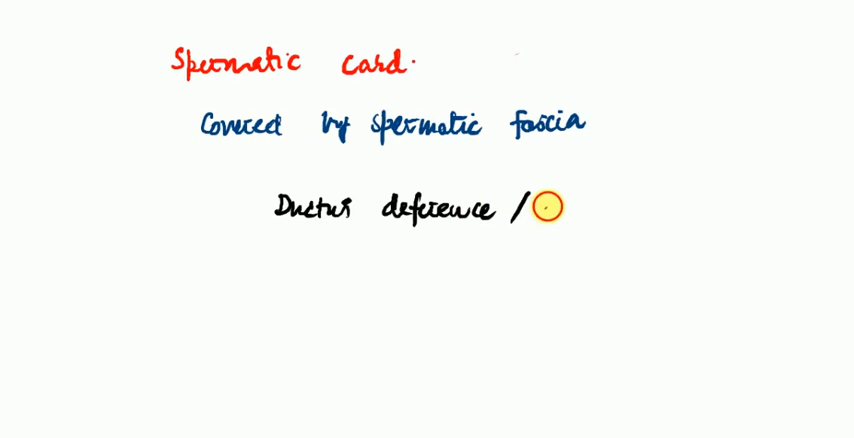 Spermatic Card.
Covered by spermatic fascia
Ductus deference /